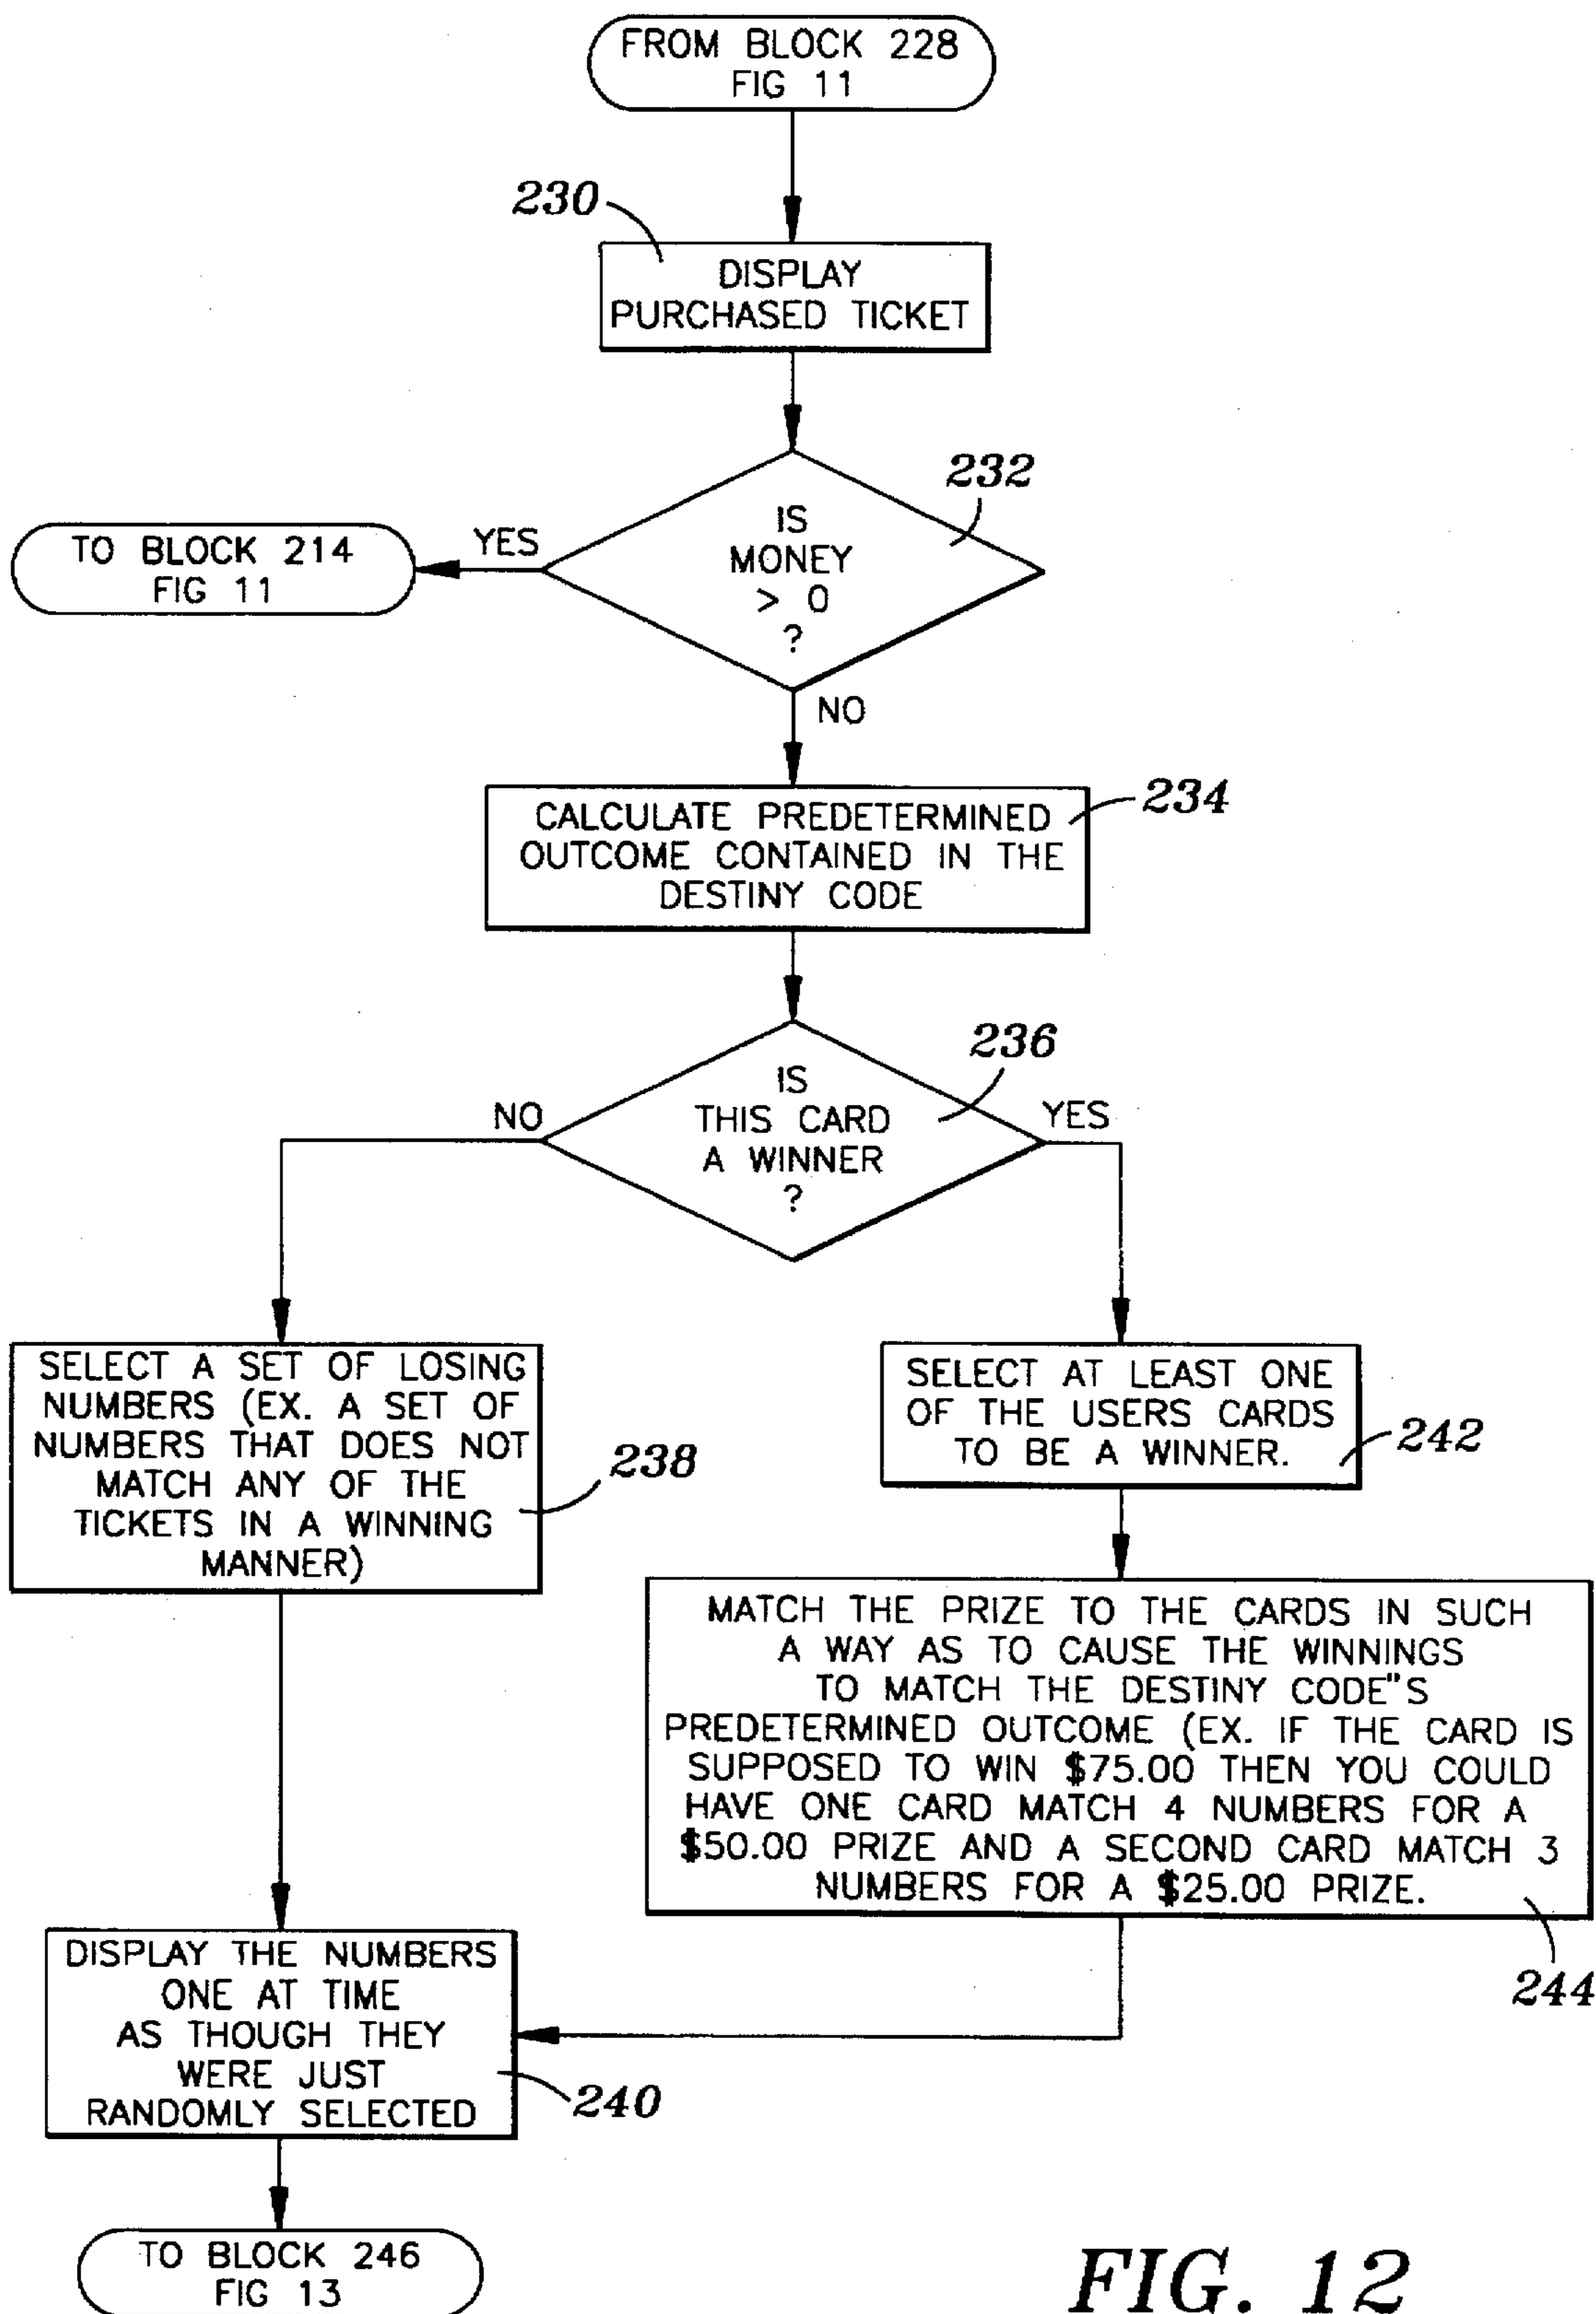 FROM BLOCK 228
FIG 11
230
DISPLAY
PURCHASED TICKET
232
IS
MONEY
> 0
?
YES
TO BLOCK 214
FIG 11
NO
234
CALCULATE PREDETERMINED
OUTCOME CONTAINED IN THE
DESTINY CODE
236
IS
THIS CARD
A WINNER
?
NO
YES
SELECT A SET OF LOSING
NUMBERS (EX. A SET OF
NUMBERS THAT DOES NOT
MATCH ANY OF THE
TICKETS IN A WINNING
MANNER)
238
SELECT AT LEAST ONE
OF THE USERS CARDS
TO BE A WINNER.
242
MATCH THE PRIZE TO THE CARDS IN SUCH
A WAY AS TO CAUSE THE WINNINGS
TO MATCH THE DESTINY CODE"S
PREDETERMINED OUTCOME (EX. IF THE CARD IS
SUPPOSED TO WIN $75.00 THEN YOU COULD
HAVE ONE CARD MATCH 4 NUMBERS FOR A
$50.00 PRIZE AND A SECOND CARD MATCH 3
NUMBERS FOR A $25.00 PRIZE.
244
DISPLAY THE NUMBERS
ONE AT TIME
AS THOUGH THEY
WERE JUST
RANDOMLY SELECTED
240
TO BLOCK 246
FIG 13
FIG. 12